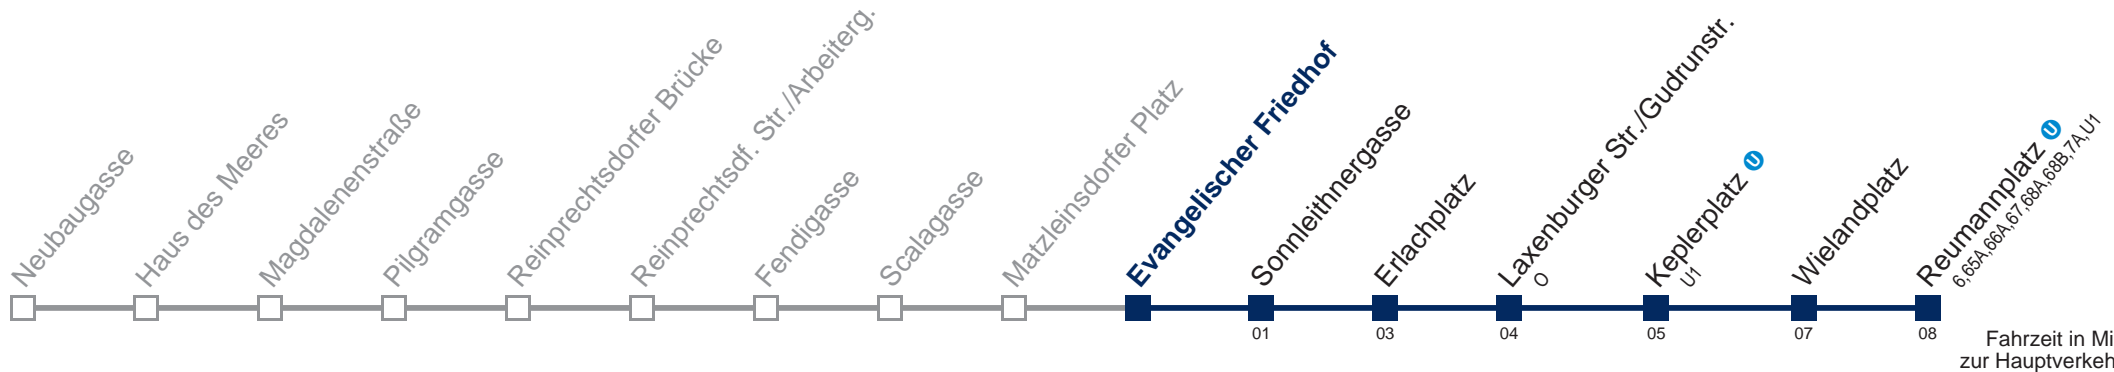 Neubaugasse
Haus des Meeres
Magdalenenstraße
Pilgramgasse
Reinprechtsdorfer Brücke
Reinprechtsdf. Str./Arbeiterg.
Fendigasse
Scalagasse
Matzleinsdorfer Platz
Evangelischer Friedhof
Sonnleithnergasse
01
Erlachplatz
03
Laxenburger Str./Gudrunstr.
O
04
Keplerplatz U
U1
05
Wielandplatz
07
Reumannplatz U
6,65A,66A,67,68A,68B,7A,U1
08
Fahrzeit in Mi
zur Hauptverkeh